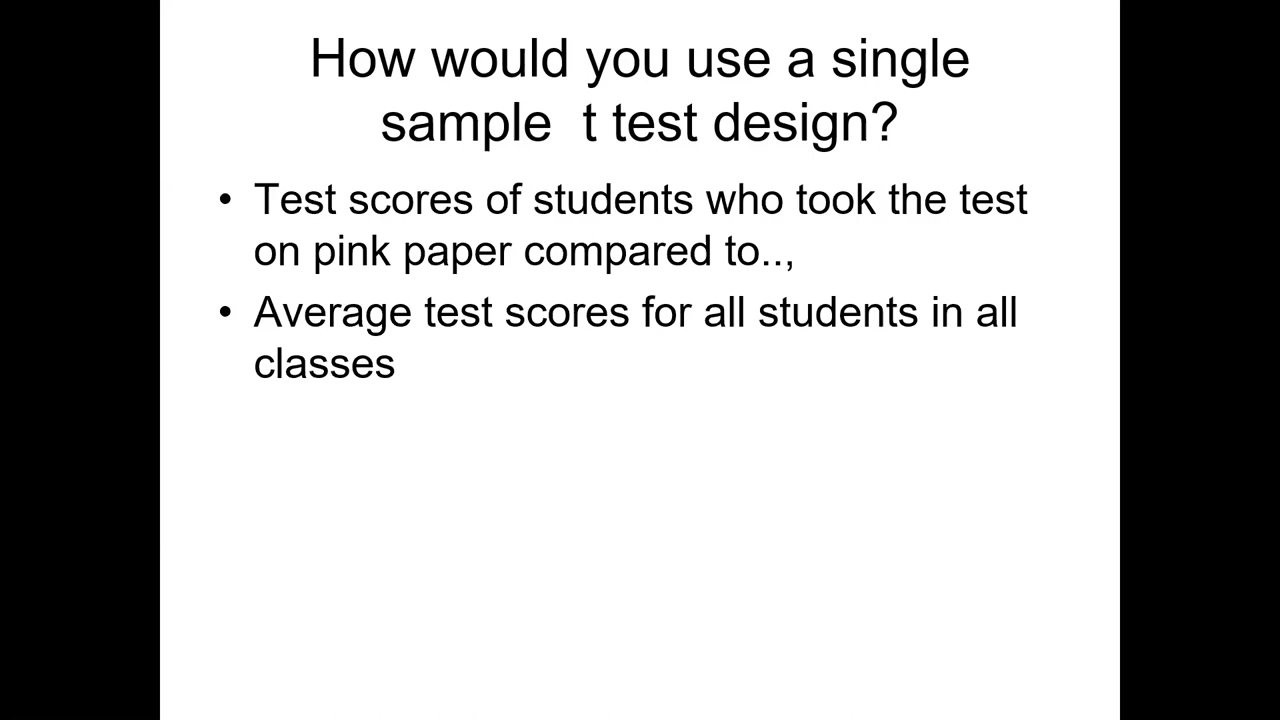 How would you use a single
sample  t test design?
• Test scores of students who took the test
on pink paper compared to..,
• Average test scores for all students in all
classes